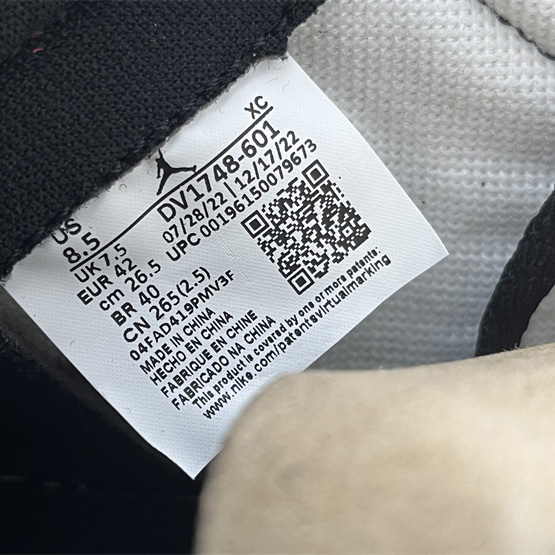 XC
DV1748-601
07/28/22 | 12/17/22
UPC 00196150079673
US
8.5
UK 7.5
EUR 42
cm 26.5
BR 40
CN 265(2.5)
04FAD419PMV3F
MADE IN CHINA
HECHO EN CHINA
FABRIQUE EN CHINE
FABRICADO NA CHINA
This product is covered by one or more patents:
www.nike.com/patentsvirtualmarking